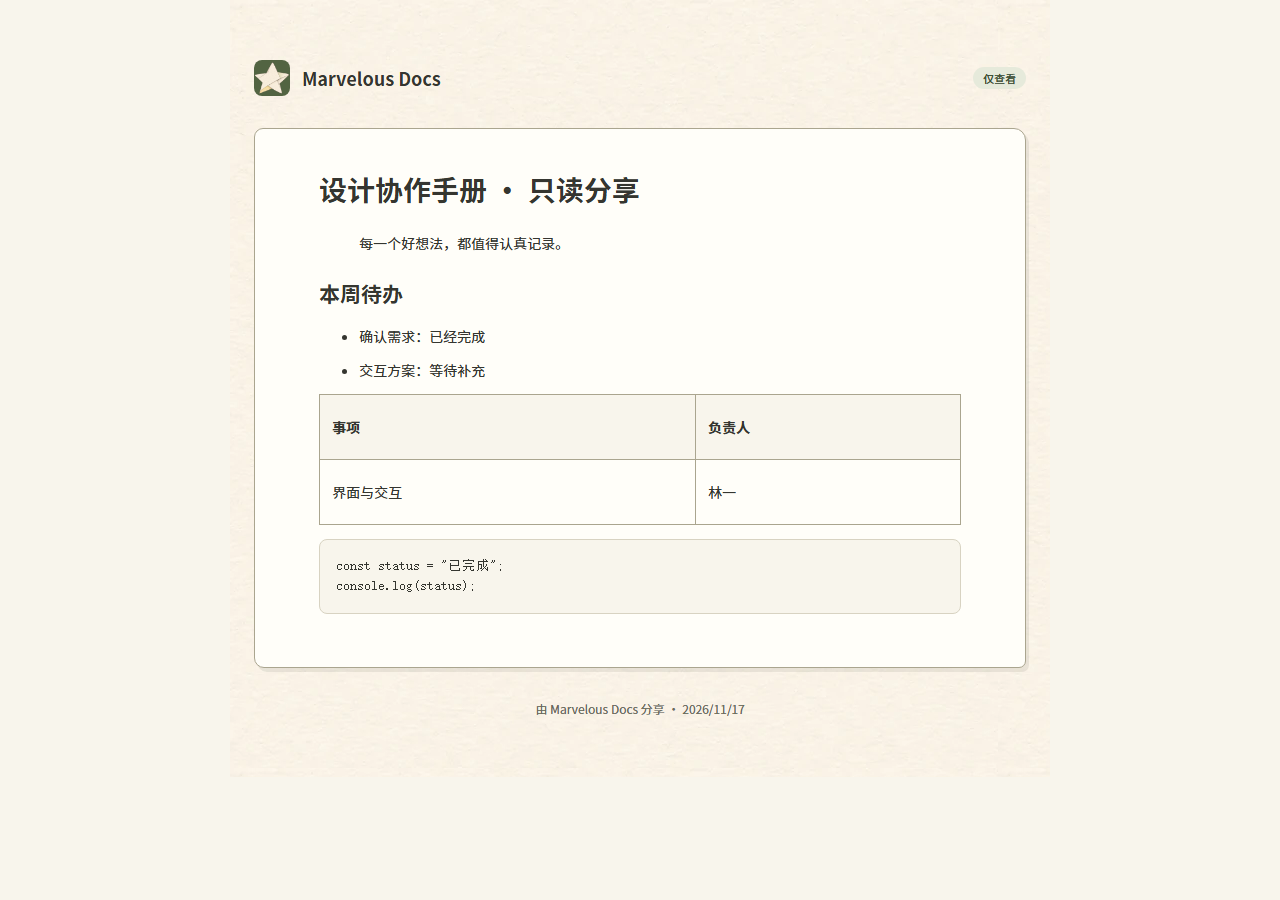 Marvelous Docs
仅查看
设计协作手册 · 只读分享
每一个好想法，都值得认真记录。
本周待办
• 确认需求：已经完成
• 交互方案：等待补充
事项 负责人
界面与交互 林一
const status = "已完成";
console.log(status);
由 Marvelous Docs 分享 · 2026/11/17